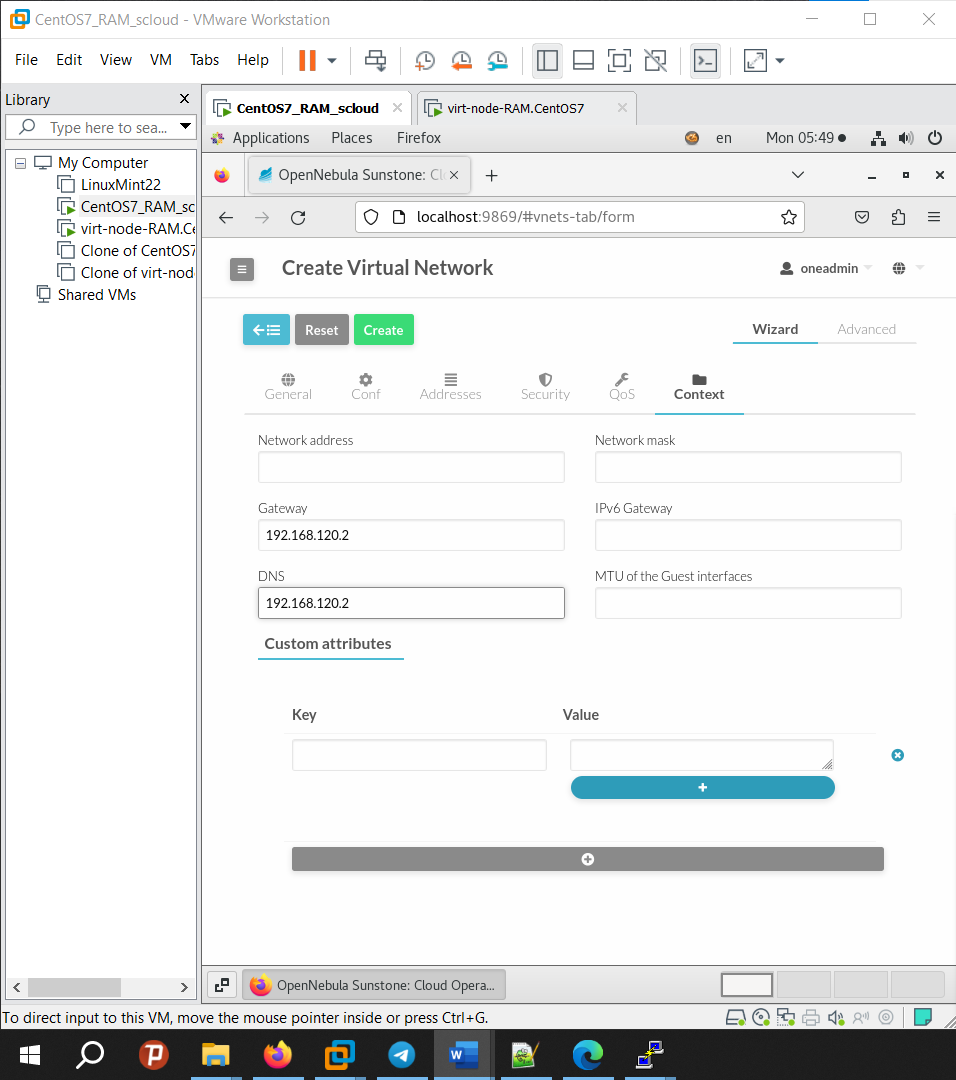 CentOS7_RAM_scloud - VMware Workstation
File Edit View VM Tabs Help
Library
Type here to sea...
My Computer
LinuxMint22
CentOS7_RAM_sc
virt-node-RAM.Ce
Clone of CentOS7
Clone of virt-nod
Shared VMs
CentOS7_RAM_scloud
virt-node-RAM.CentOS7
Applications Places Firefox en Mon 05:49
OpenNebula Sunstone: Clo
localhost:9869/#vnets-tab/form
Create Virtual Network
oneadmin
Reset Create
Wizard Advanced
General Conf Addresses Security QoS Context
Network address Network mask
Gateway IPv6 Gateway
192.168.120.2
DNS MTU of the Guest interfaces
192.168.120.2
Custom attributes
Key Value
OpenNebula Sunstone: Cloud Opera...
To direct input to this VM, move the mouse pointer inside or press Ctrl+G.